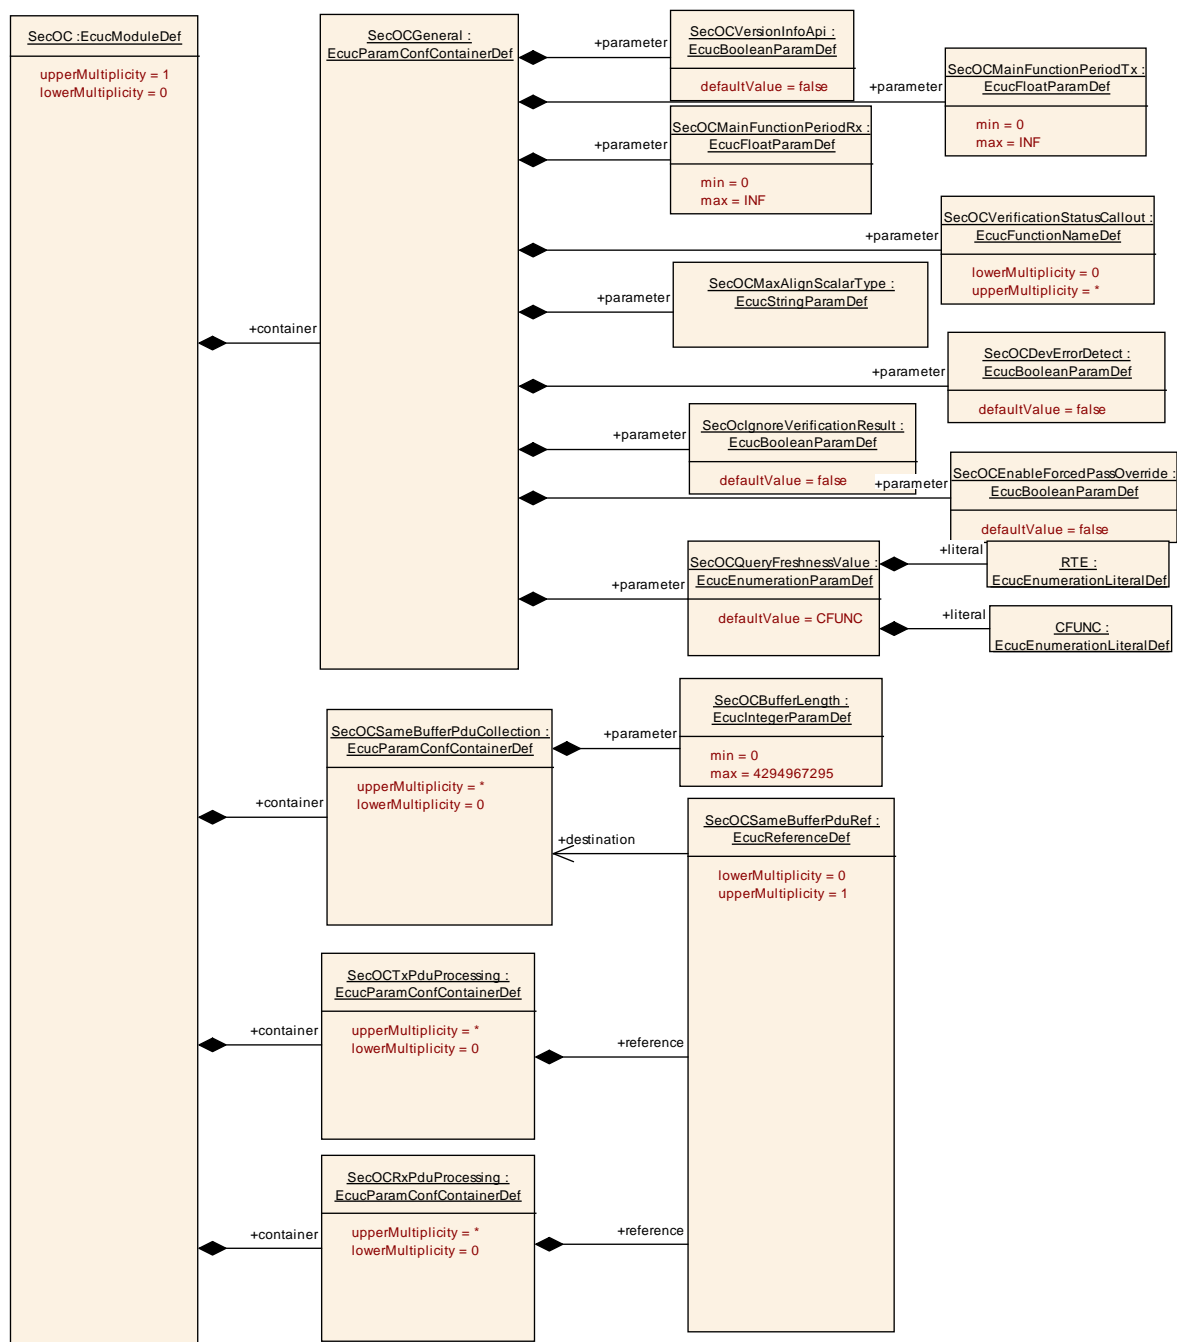 SecOC :EcucModuleDef
upperMultiplicity = 1
lowerMultiplicity = 0
+container
SecOCGeneral :
EcucParamConfContainerDef
+parameter
SecOCVersionInfoApi :
EcucBooleanParamDef
defaultValue = false
+parameter
SecOCMainFunctionPeriodTx :
EcucFloatParamDef
min = 0
max = INF
+parameter
SecOCMainFunctionPeriodRx :
EcucFloatParamDef
min = 0
max = INF
+parameter
SecOCVerificationStatusCallout :
EcucFunctionNameDef
lowerMultiplicity = 0
upperMultiplicity = *
+parameter
SecOCMaxAlignScalarType :
EcucStringParamDef
+parameter
SecOCDevErrorDetect :
EcucBooleanParamDef
defaultValue = false
+parameter
SecOcIgnoreVerificationResult :
EcucBooleanParamDef
defaultValue = false
+parameter
SecOCEnableForcedPassOverride :
EcucBooleanParamDef
defaultValue = false
+parameter
SecOCQueryFreshnessValue :
EcucEnumerationParamDef
defaultValue = CFUNC
+literal
RTE :
EcucEnumerationLiteralDef
+literal
CFUNC :
EcucEnumerationLiteralDef
+container
SecOCSameBufferPduCollection :
EcucParamConfContainerDef
upperMultiplicity = *
lowerMultiplicity = 0
+parameter
SecOCBufferLength :
EcucIntegerParamDef
min = 0
max = 4294967295
+destination
SecOCSameBufferPduRef :
EcucReferenceDef
lowerMultiplicity = 0
upperMultiplicity = 1
+container
SecOCTxPduProcessing :
EcucParamConfContainerDef
upperMultiplicity = *
lowerMultiplicity = 0
+reference
+container
SecOCRxPduProcessing :
EcucParamConfContainerDef
upperMultiplicity = *
lowerMultiplicity = 0
+reference